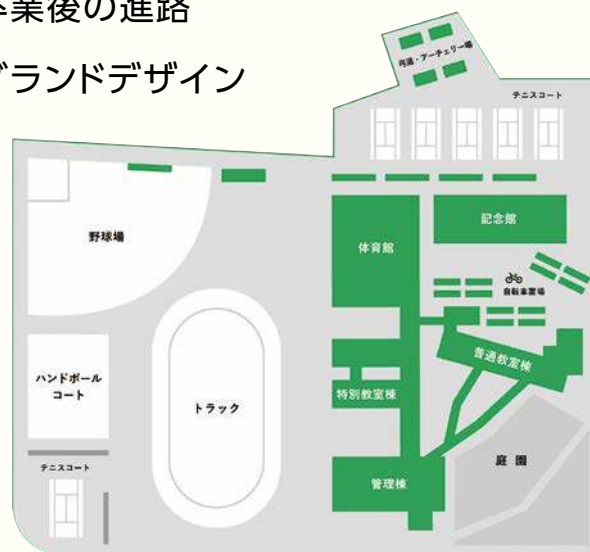 卒業後の進路
グランドデザイン
弓道・アーチェリー場
テニスコート
野球場
体育館
記念館
自転車置場
普通教室棟
ハンドボール
コート
トラック
特別教室棟
テニスコート
管理棟
庭園